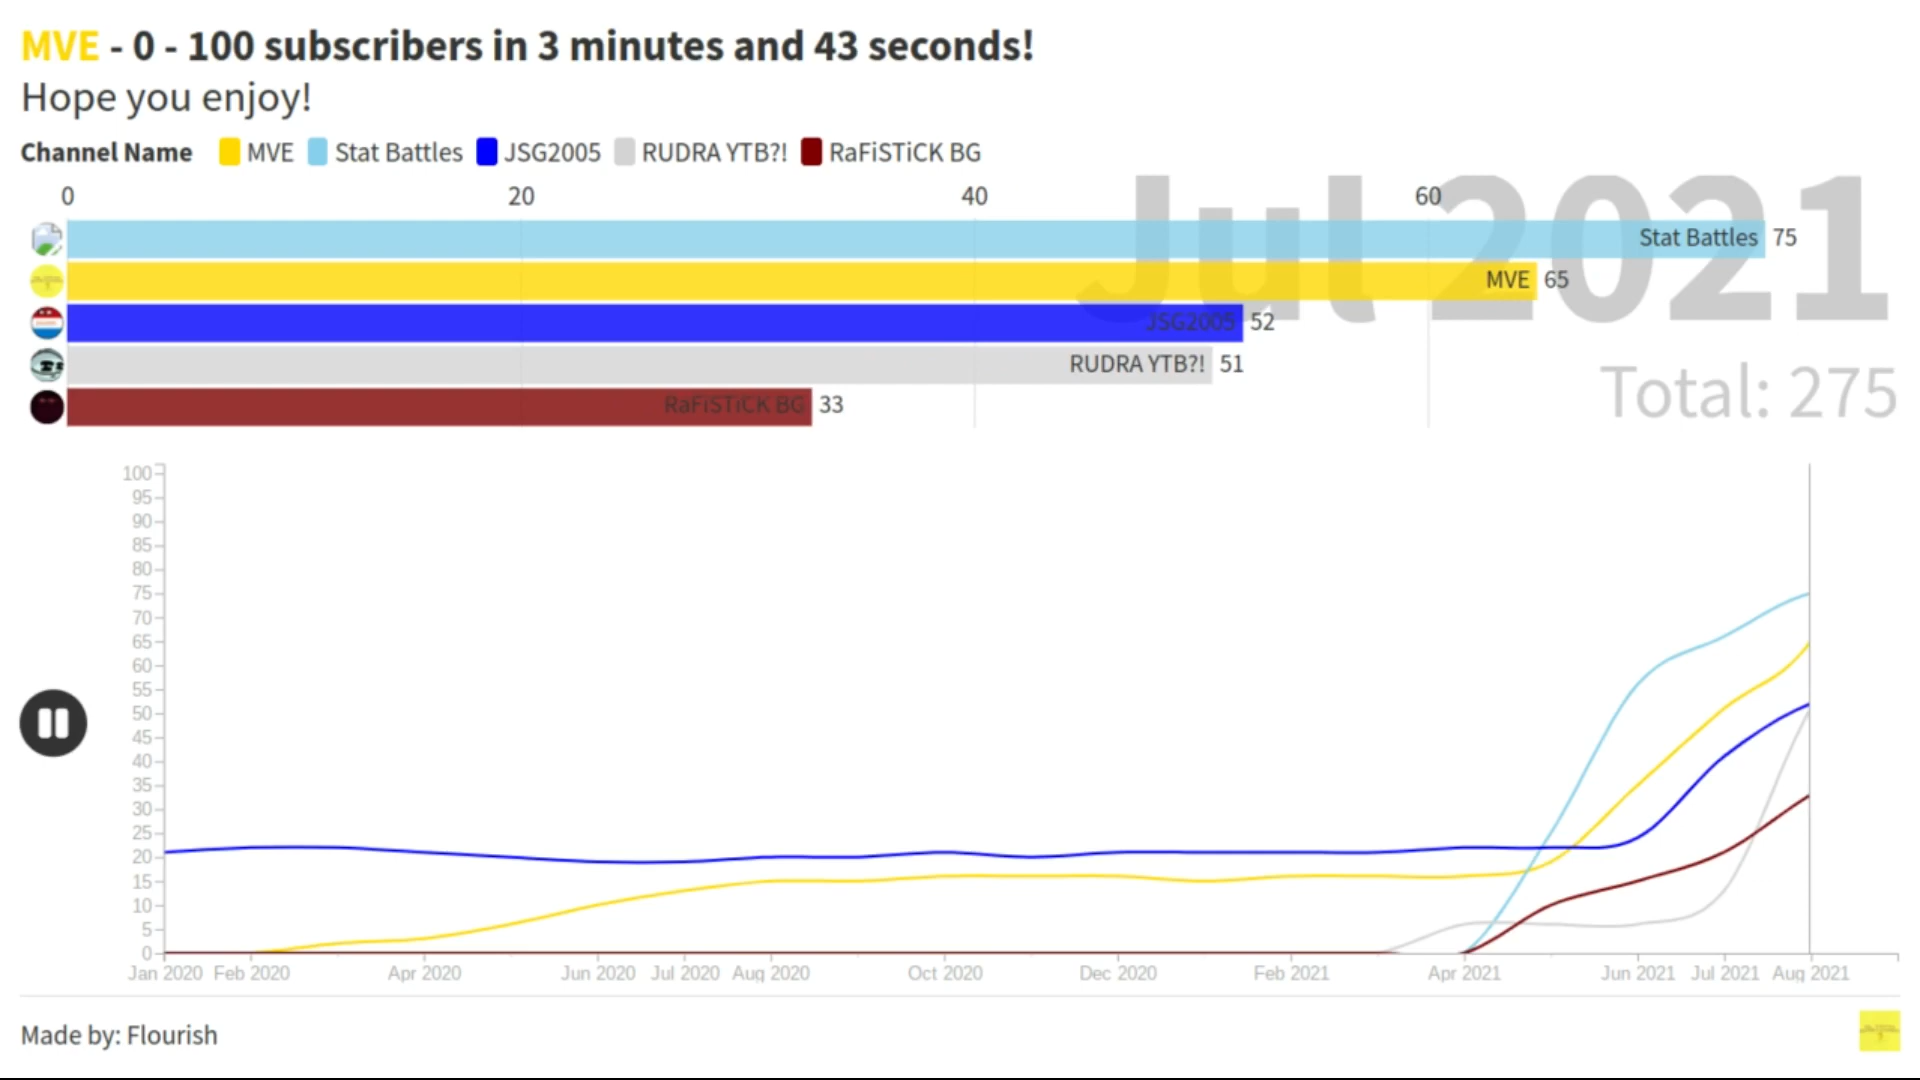 MVE - 0 - 100 subscribers in 3 minutes and 43 seconds!
Hope you enjoy!
Channel Name MVE Stat Battles JSG2005 RUDRA YTB?! RaFiSTiCK BG
0 20 40 60
Jul 2021
Stat Battles 75
MVE 65
JSG2005 52
RUDRA YTB?! 51
RaFiSTiCK BG 33
Total: 275
100
95
90
85
80
75
70
65
60
55
50
45
40
35
30
25
20
15
10
5
0
Jan 2020 Feb 2020 Apr 2020 Jun 2020 Jul 2020 Aug 2020 Oct 2020 Dec 2020 Feb 2021 Apr 2021 Jun 2021 Jul 2021 Aug 2021
Made by: Flourish